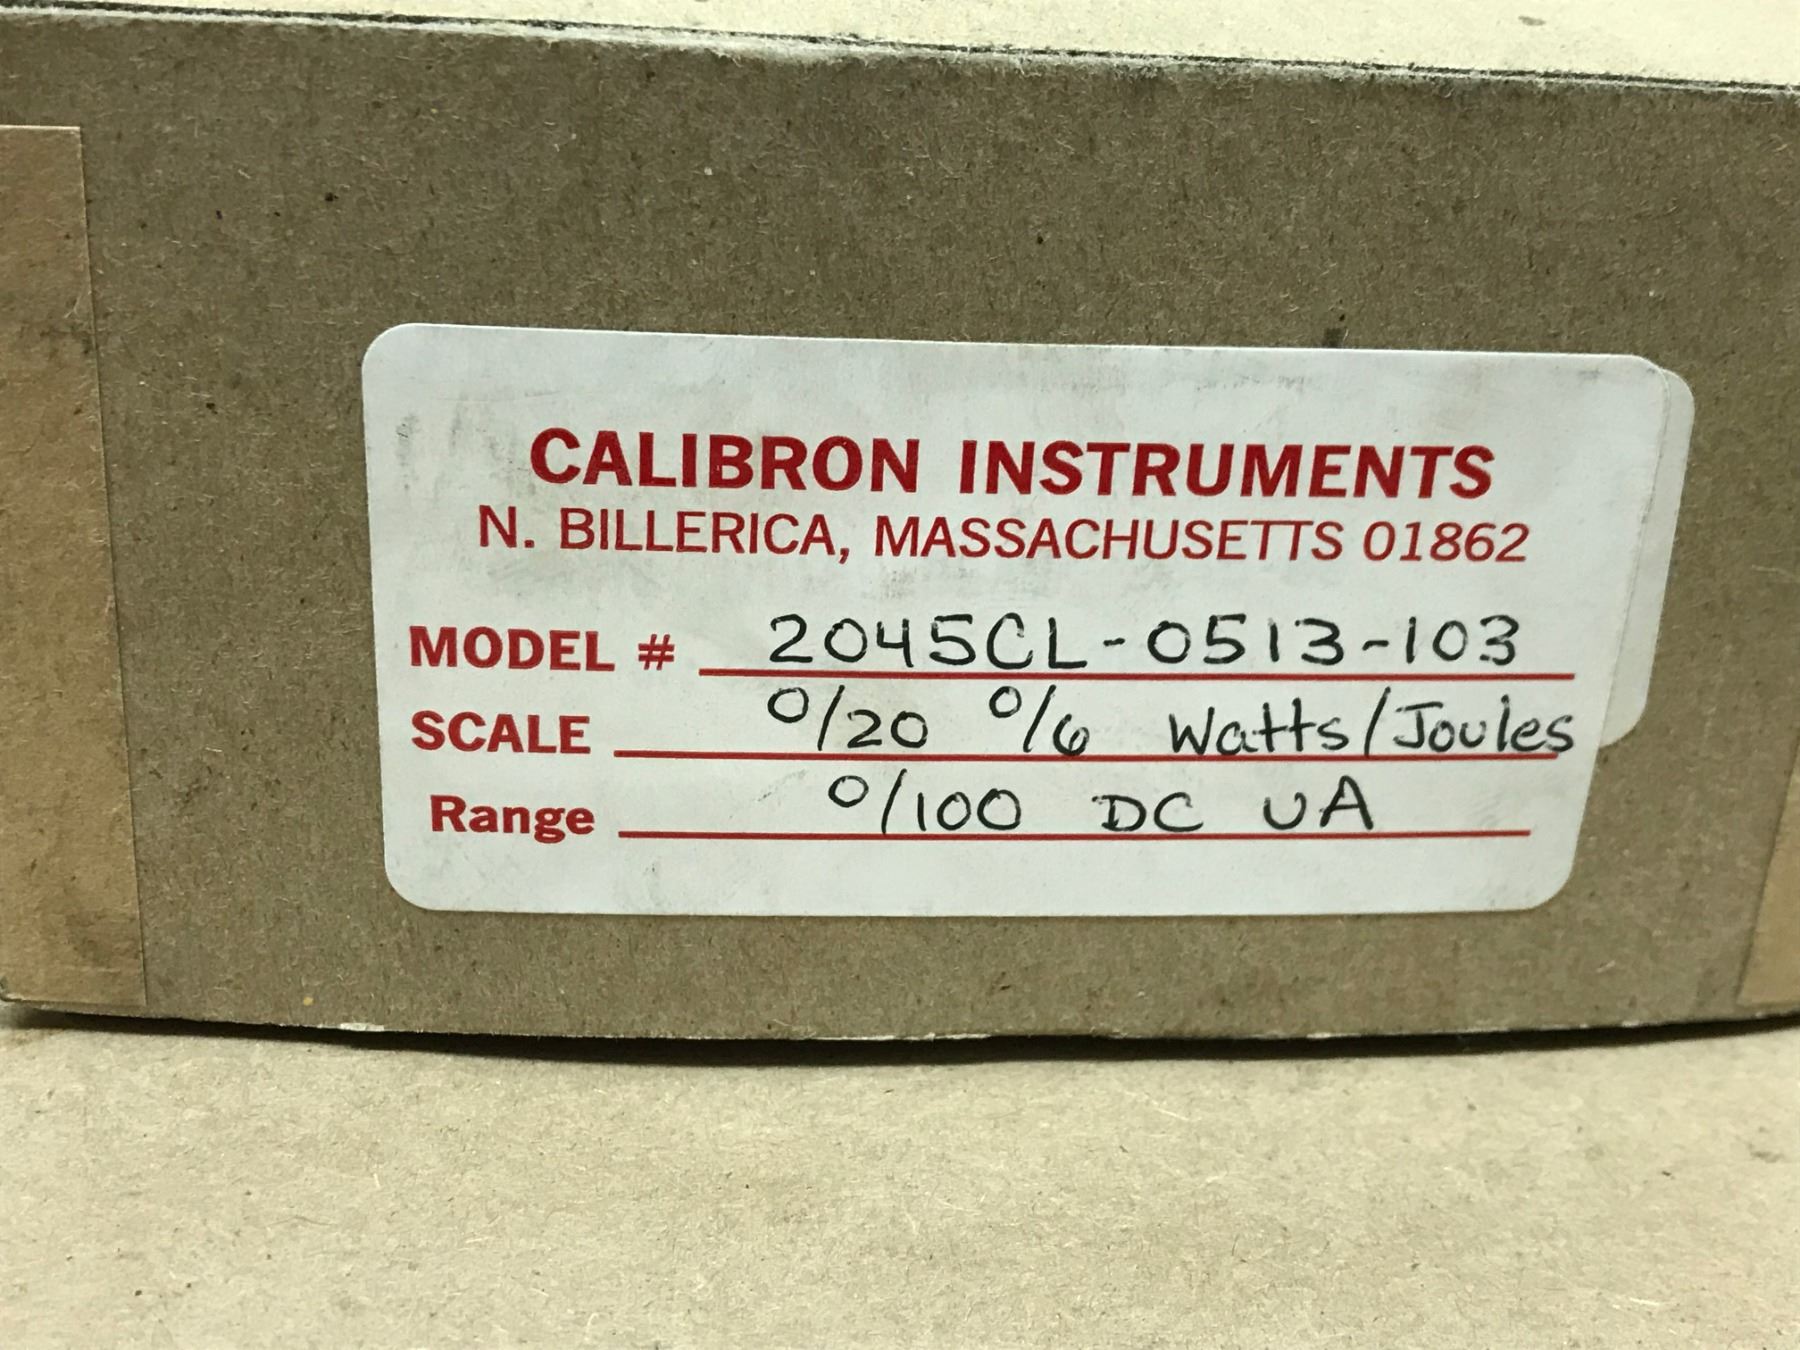 CALIBRON INSTRUMENTS
N. BILLERICA, MASSACHUSETTS 01862
MODEL # 2045CL-0513-103
SCALE 0/20 0/6 Watts/Joules
Range 0/100 DC UA